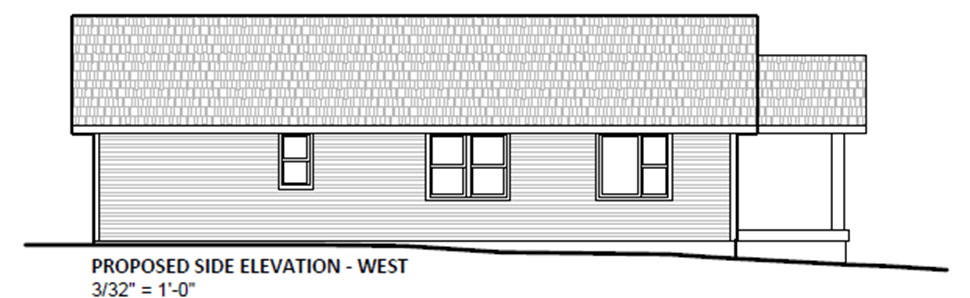 PROPOSED SIDE ELEVATION - WEST
3/32" = 1'-0"